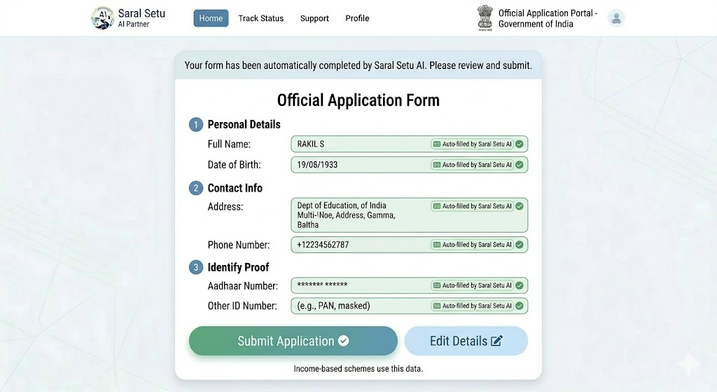 Saral Setu
AI Partner
Home
Track Status
Support
Profile
Official Application Portal -
Government of India
Your form has been automatically completed by Saral Setu AI. Please review and submit.
Official Application Form
1 Personal Details
Full Name: RAKIL S Auto-filled by Saral Setu AI
Date of Birth: 19/08/1933 Auto-filled by Saral Setu AI
2 Contact Info
Address: Dept of Education, of India Auto-filled by Saral Setu AI
Address, Gamma,
Baltha
Phone Number: +12234562787 Auto-filled by Saral Setu AI
3 Identify Proof
Aadhaar Number: ******* ****** Auto-filled by Saral Setu AI
Other ID Number: (e.g., PAN, masked) Auto-filled by Saral Setu AI
Submit Application
Edit Details
Income-based schemes use this data.